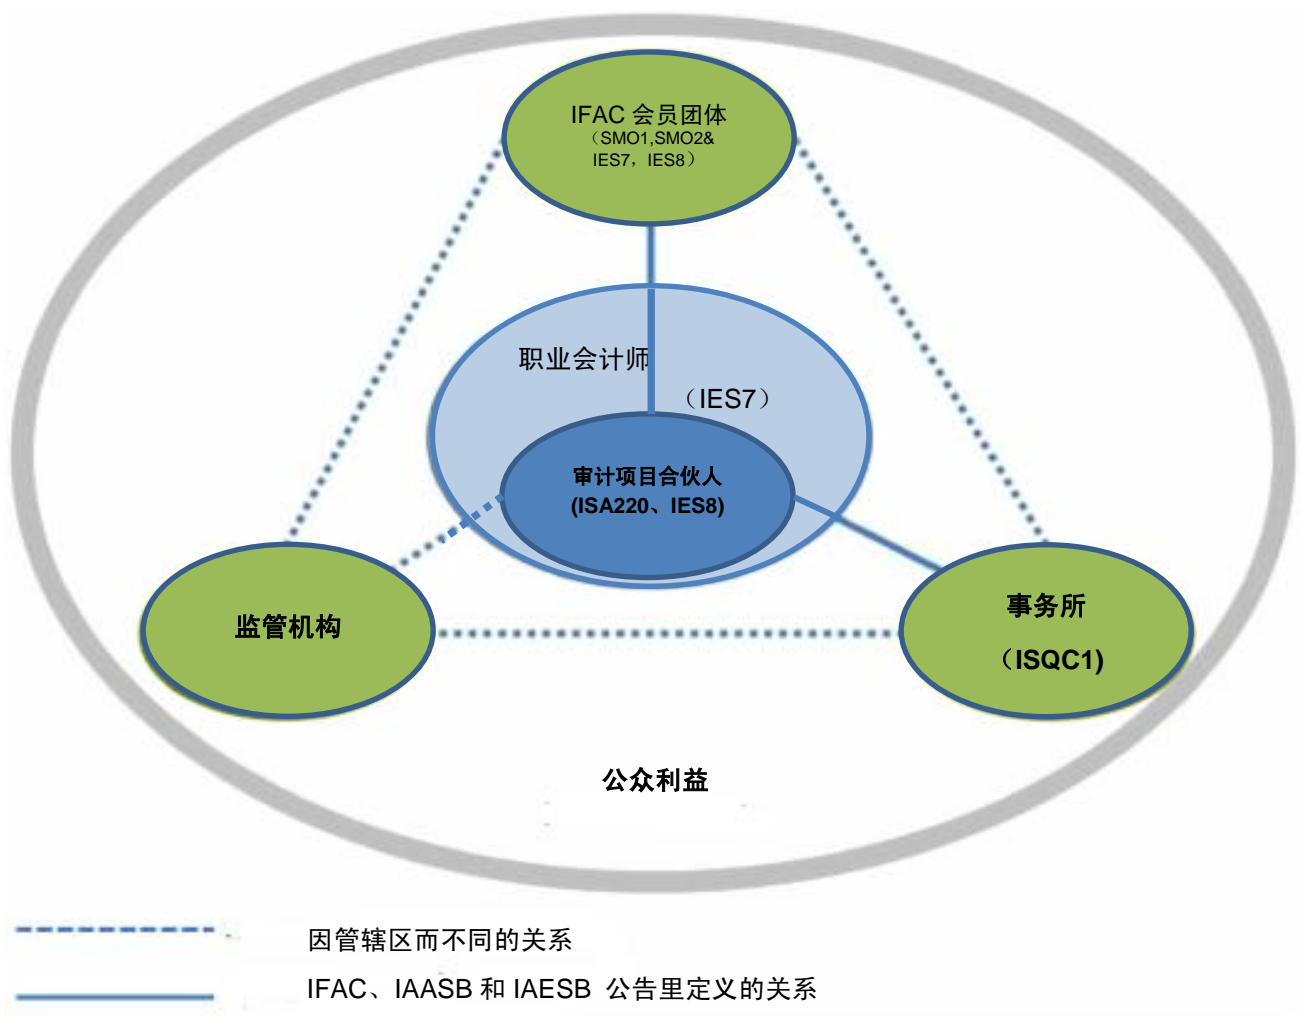 IFAC 会员团体
（SMO1,SMO2&
IES7，IES8）
职业会计师
（IES7）
审计项目合伙人
(ISA220、IES8)
监管机构
事务所
（ISQC1)
公众利益
因管辖区而不同的关系
IFAC、IAASB 和 IAESB 公告里定义的关系